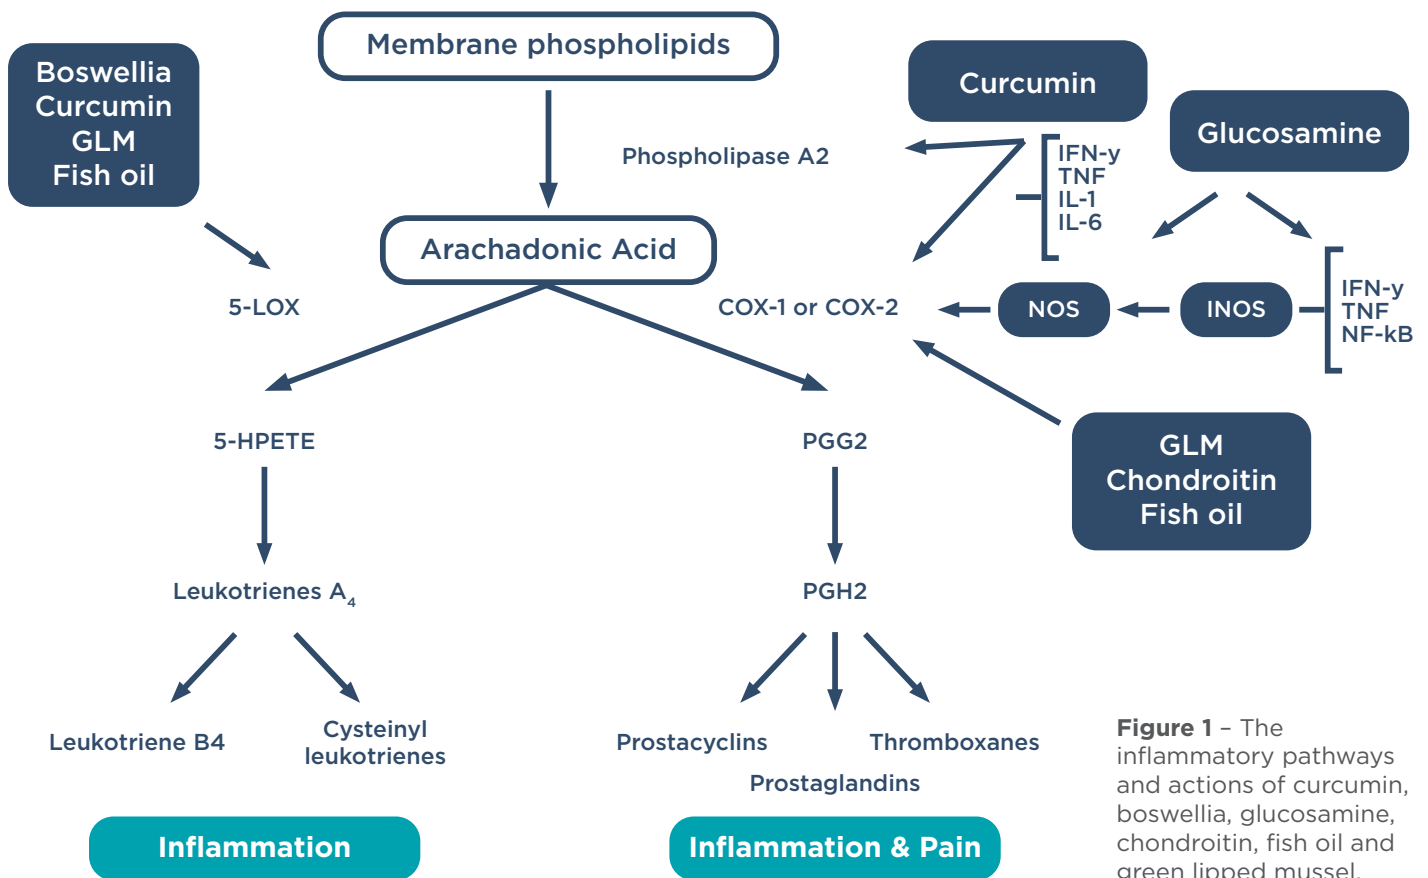 Membrane phospholipids
Boswellia
Curcumin
GLM
Fish oil
Curcumin
Glucosamine
Phospholipase A2
IFN-y
TNF
IL-1
IL-6
Arachadonic Acid
5-LOX
COX-1 or COX-2
NOS
INOS
IFN-y
TNF
NF-kB
5-HPETE
PGG2
GLM
Chondroitin
Fish oil
Leukotrienes A₄
PGH2
Leukotriene B4
Cysteinyl
leukotrienes
Prostacyclins
Thromboxanes
Prostaglandins
Inflammation
Inflammation & Pain
Figure 1 – The
inflammatory pathways
and actions of curcumin,
boswellia, glucosamine,
chondroitin, fish oil and
green lipped mussel.